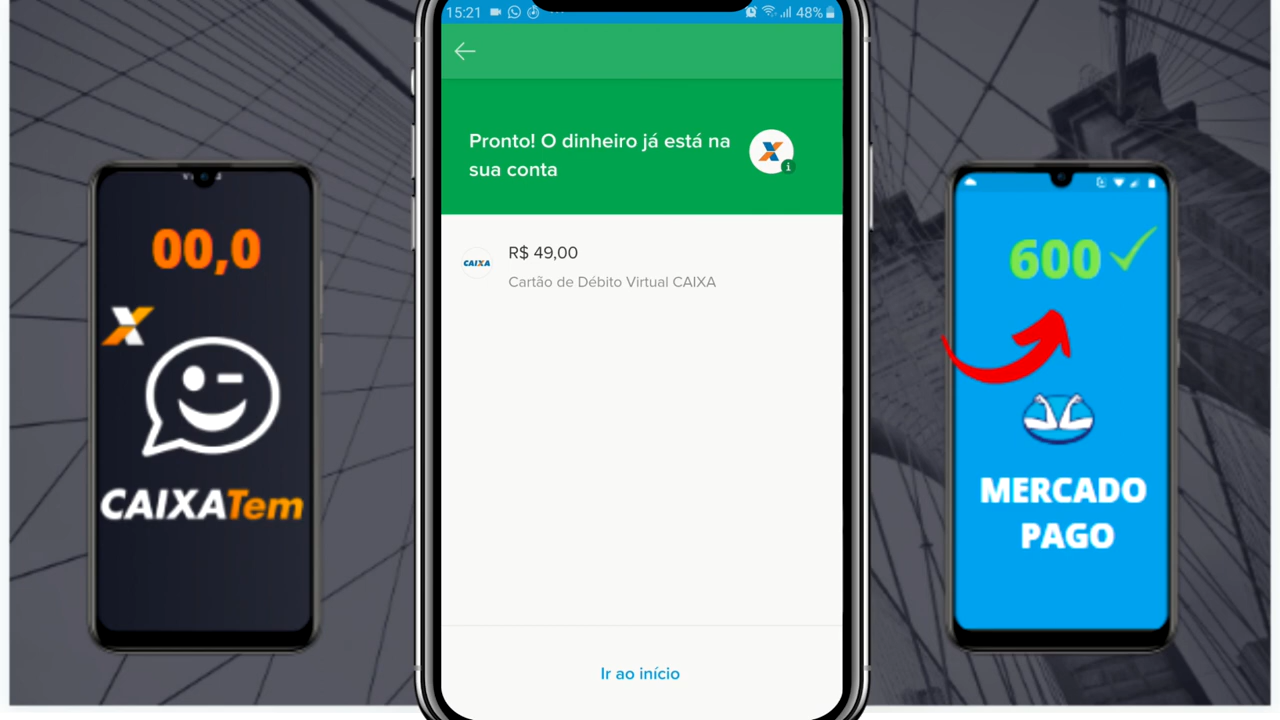 15:21
48%
Pronto! O dinheiro já está na
sua conta
i
CAIXA
R$ 49,00
Cartão de Débito Virtual CAIXA
Ir ao início
00,0
X
CAIXATem
600
MERCADO
PAGO